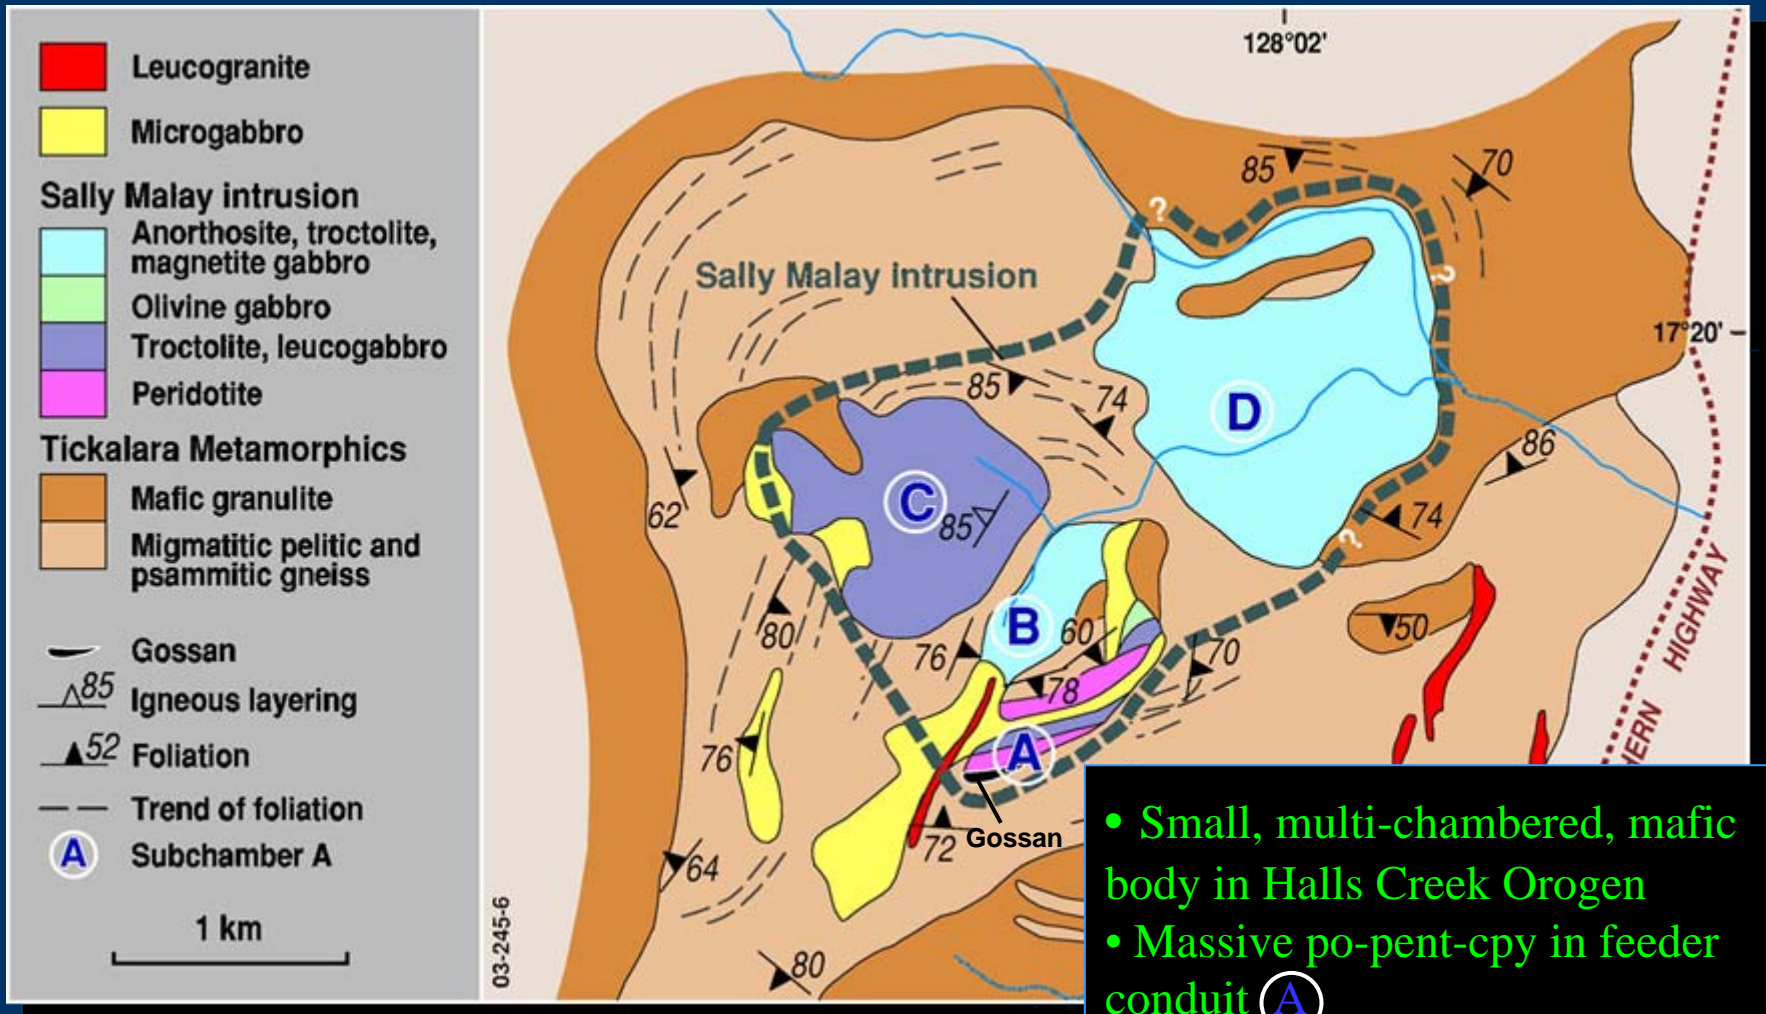 Leucogranite
Microgabbro
Sally Malay intrusion
Anorthosite, troctolite,
magnetite gabbro
Olivine gabbro
Troctolite, leucogabbro
Peridotite
Tickalara Metamorphics
Mafic granulite
Migmatitic pelitic and
psammitic gneiss
Gossan
85 Igneous layering
52 Foliation
Trend of foliation
A Subchamber A
1 km
03-245-6
128°02'
85
70
?
Sally Malay intrusion
?
17°20'
85
74
D
86
62
C
85
74
?
80
B
60
76
70
50
78
76
A
HERN HIGHWAY
Gossan
72
64
80
• Small, multi-chambered, mafic
body in Halls Creek Orogen
• Massive po-pent-cpy in feeder
conduit A